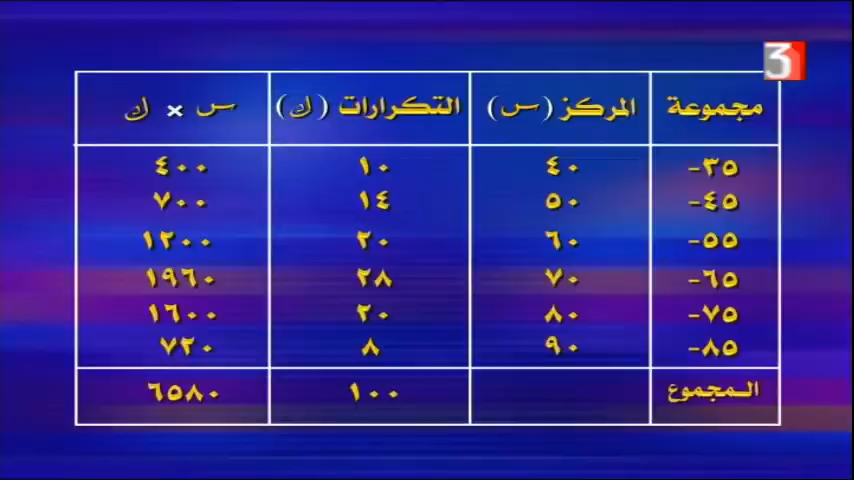 3
مجموعة المركز (س) التكرارات (ك) س × ك
٣٥- ٤٠ ١٠ ٤٠٠
٤٥- ٥٠ ١٤ ٧٠٠
٥٥- ٦٠ ٢٠ ١٢٠٠
٦٥- ٧٠ ٢٨ ١٩٦٠
٧٥- ٨٠ ٢٠ ١٦٠٠
٨٥- ٩٠ ٨ ٧٢٠
المجموع ١٠٠ ٦٥٨٠